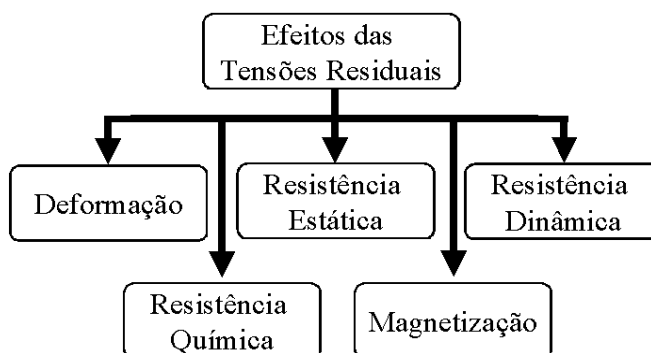 Efeitos das
Tensões Residuais
Deformação
Resistência
Estática
Resistência
Dinâmica
Resistência
Química
Magnetização